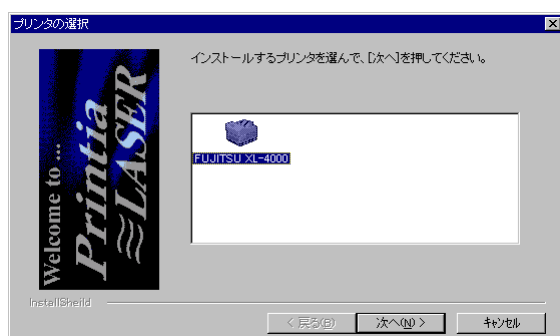 プリンタの選択
インストールするプリンタを選んで、[次へ]を押してください。
FUJITSU XL-4000
Welcome to ...
Printia
LASER
InstallSheild
< 戻る(B)
次へ(N) >
キャンセル